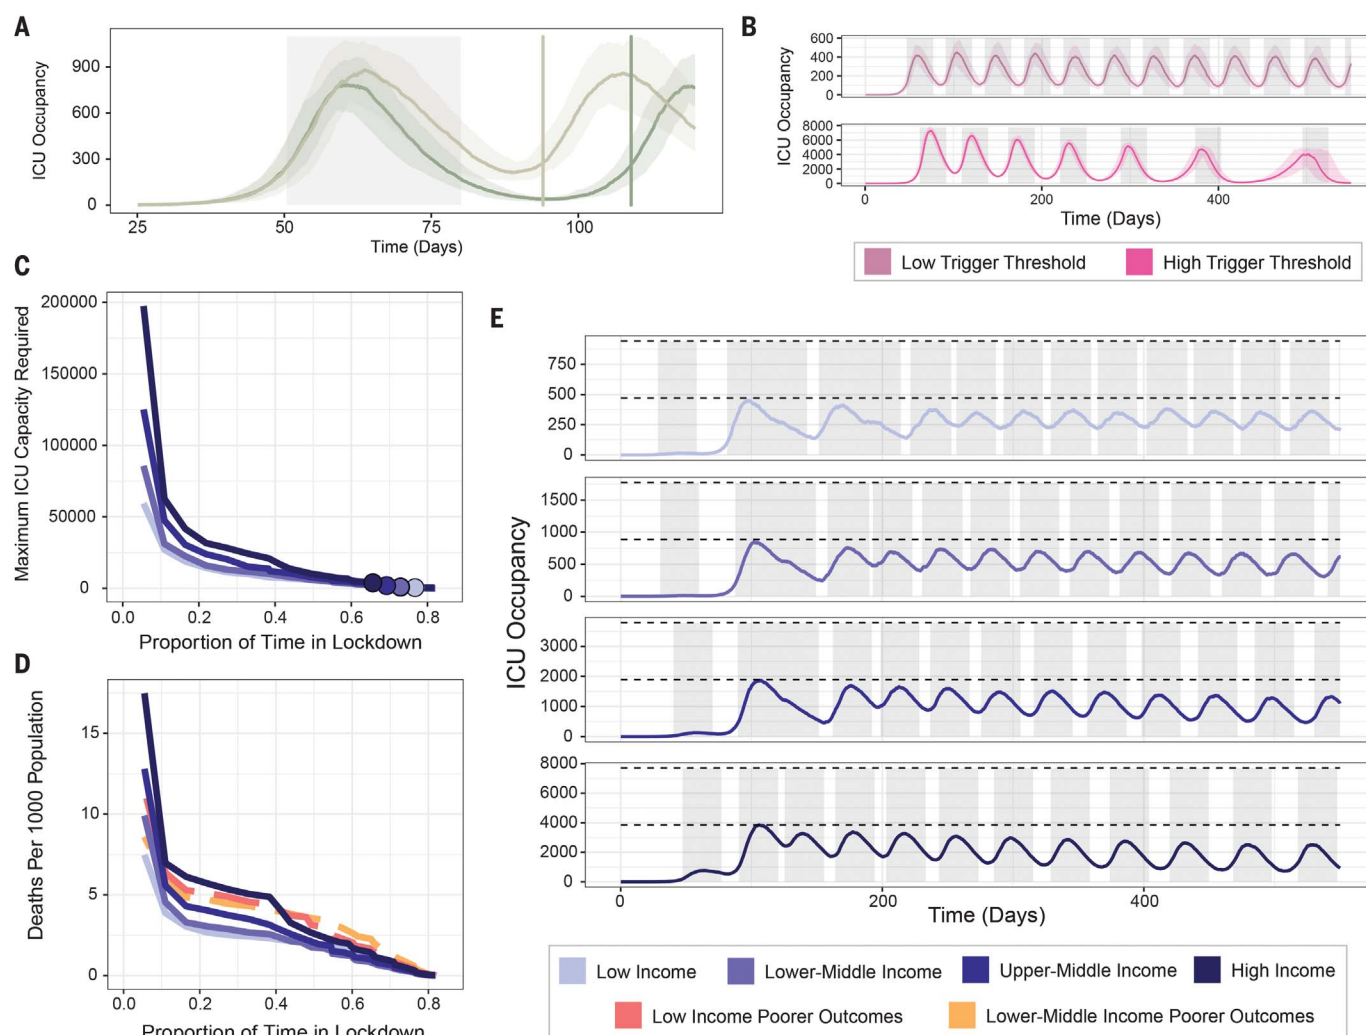 A
ICU Occupancy
900
600
300
0
25 50 75 100
Time (Days)
B
ICU Occupancy
600
400
200
0
8000
6000
4000
2000
0
0 200 400
Time (Days)
Low Trigger Threshold High Trigger Threshold
C
Maximum ICU Capacity Required
200000
150000
100000
50000
0
0.0 0.2 0.4 0.6 0.8
Proportion of Time in Lockdown
D
Deaths Per 1000 Population
15
10
5
0
0.0 0.2 0.4 0.6 0.8
Proportion of Time in Lockdown
E
ICU Occupancy
750
500
250
0
1500
1000
500
0
3000
2000
1000
0
8000
6000
4000
2000
0
0 200 400
Time (Days)
Low Income Lower-Middle Income Upper-Middle Income High Income
Low Income Poorer Outcomes Lower-Middle Income Poorer Outcomes